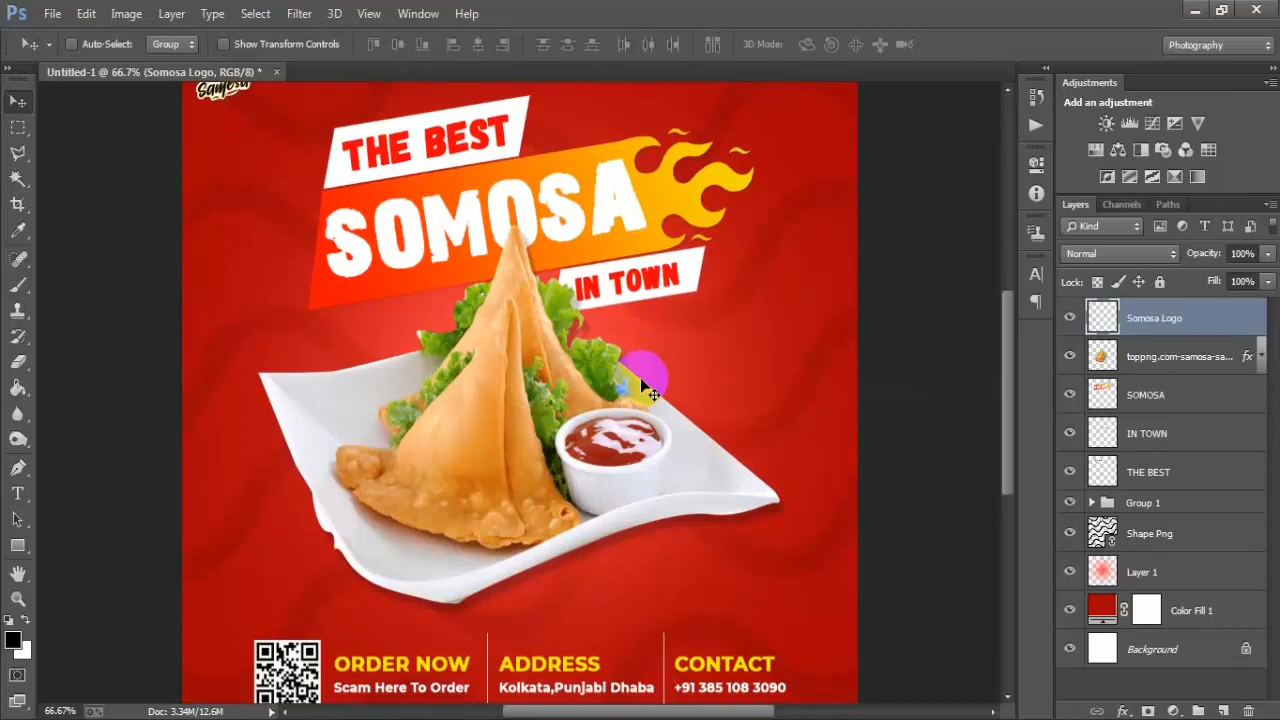 Ps File Edit Image Layer Type Select Filter 3D View Window Help
Auto-Select: Group Show Transform Controls 3D Mode: Photography
Untitled-1 @ 66.7% (Somosa Logo, RGB/8) * ×
Samosa
THE BEST
SOMOSA
IN TOWN
ORDER NOW
Scam Here To Order
ADDRESS
Kolkata,Punjabi Dhaba
CONTACT
+91 385 108 3090
Adjustments
Add an adjustment
Layers Channels Paths
Kind
Normal Opacity: 100%
Lock: Fill: 100%
Somosa Logo
topng.com-somosa-sa... fx
SOMOSA
IN TOWN
THE BEST
Group 1
Shape Png
Layer 1
Color Fill 1
Background
66.67% Doc: 3.34M/12.6M